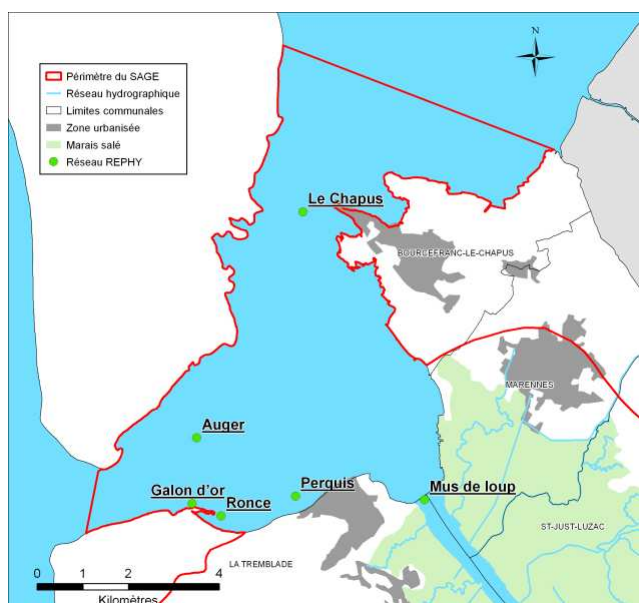 N
Périmètre du SAGE
Réseau hydrographique
Limites communales
Zone urbanisée
Marais salé
Réseau REPHY
Le Chapus
BOURCEFRANC-LE-CHAPUS
MARENNES
Auger
Galon d'or
Ronce
Perquis
Mus de loup
ST-JUST-LUZAC
LA TREMBLADE
0 1 2 4
Kilomètres